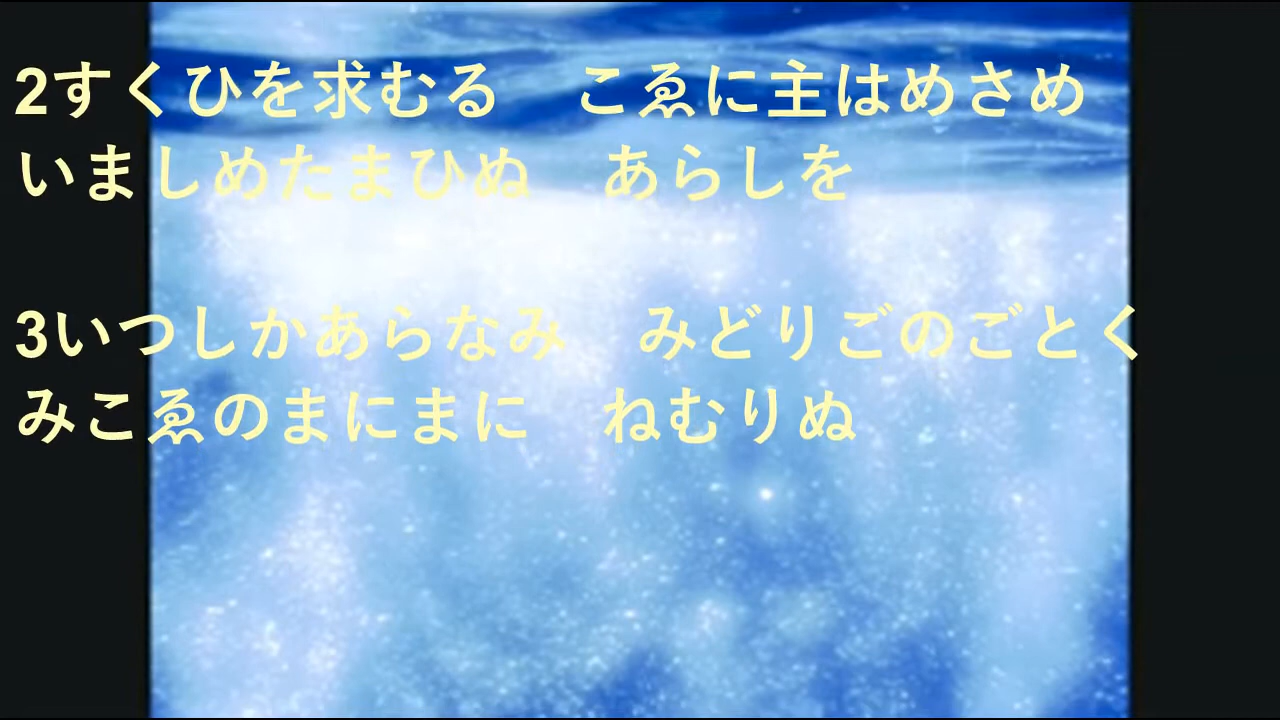 2すくひを求むる　こゑに主はめさめ
いましめたまひぬ　あらしを
3いつしかあらなみ　みどりごのごとく
みこゑのまにまに　ねむりぬ